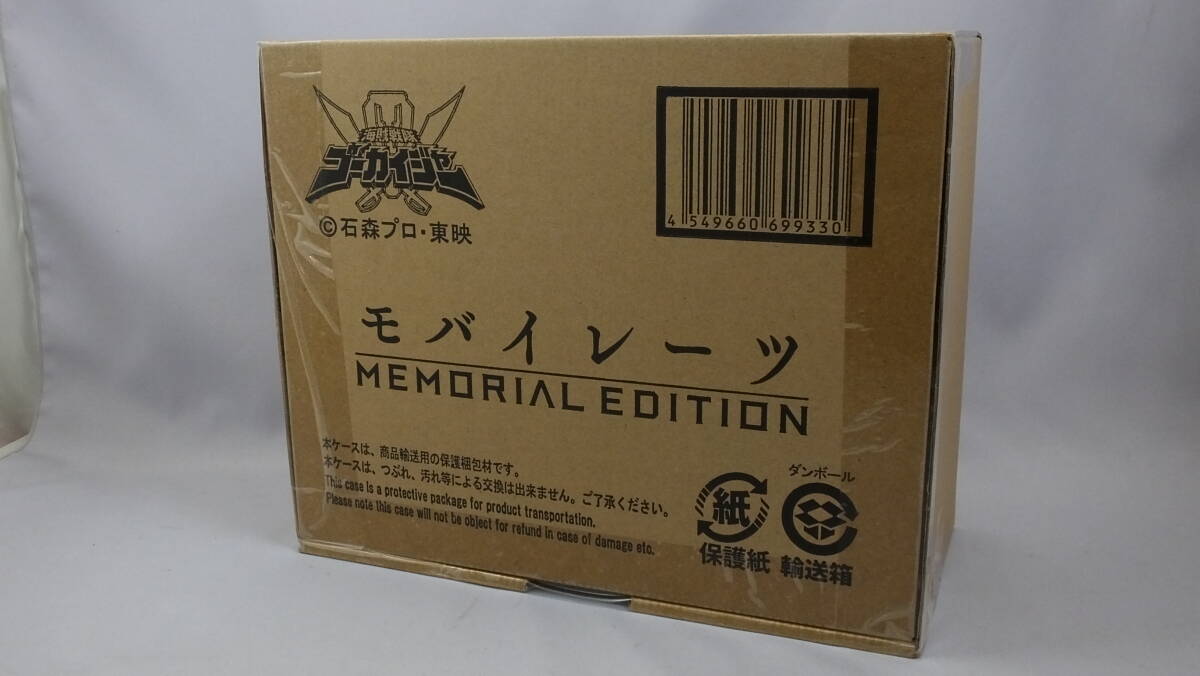 海賊戦隊
ゴーカイジャー
©石森プロ・東映
4 549660 699330
モバイレーツ
MEMORIAL EDITION
本ケースは、商品輸送用の保護梱包材です。
本ケースは、つぶれ、汚れ等による交換は出来ません。ご了承ください。
This case is a protective package for product transportation.
Please note this case will not be object for refund in case of damage etc.
紙
保護紙
ダンボール
輸送箱